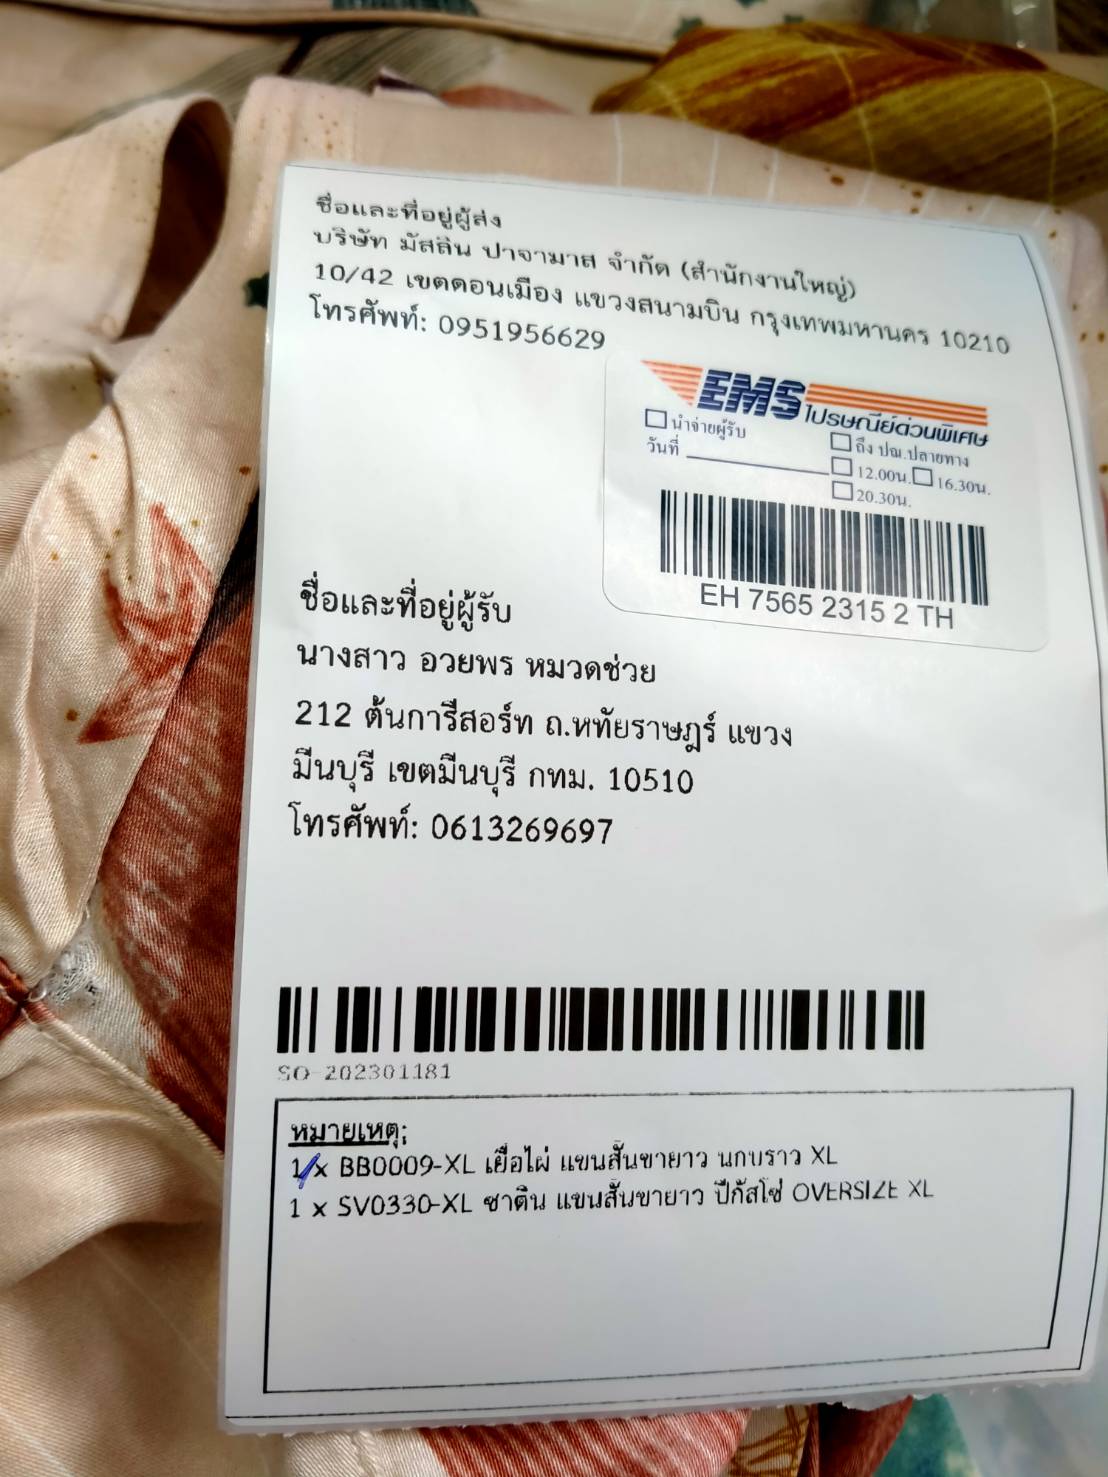 ชื่อและที่อยู่ผู้ส่ง
บริษัท มัสลิน ปาจามาส จำกัด (สำนักงานใหญ่)
10/42 เขตดอนเมือง แขวงสนามบิน กรุงเทพมหานคร 10210
โทรศัพท์: 0951956629
EMS ไปรษณีย์ด่วนพิเศษ
นำจ่ายผู้รับ
ถึง ปณ.ปลายทาง
วันที่
12.00น. 16.30น.
20.30น.
EH 7565 2315 2 TH
ชื่อและที่อยู่ผู้รับ
นางสาว อวยพร หมวดช่วย
212 ต้นการีสอร์ท ถ.หทัยราษฎร์ แขวง
มีนบุรี เขตมีนบุรี กทม. 10510
โทรศัพท์: 0613269697
SO-202301181
หมายเหตุ:
1 x BB0009-XL เยื่อไผ่ แขนสั้นขายาว นกบราว XL
1 x SV0330-XL ซาติน แขนสั้นขายาว ปีกัสโซ่ OVERSIZE XL